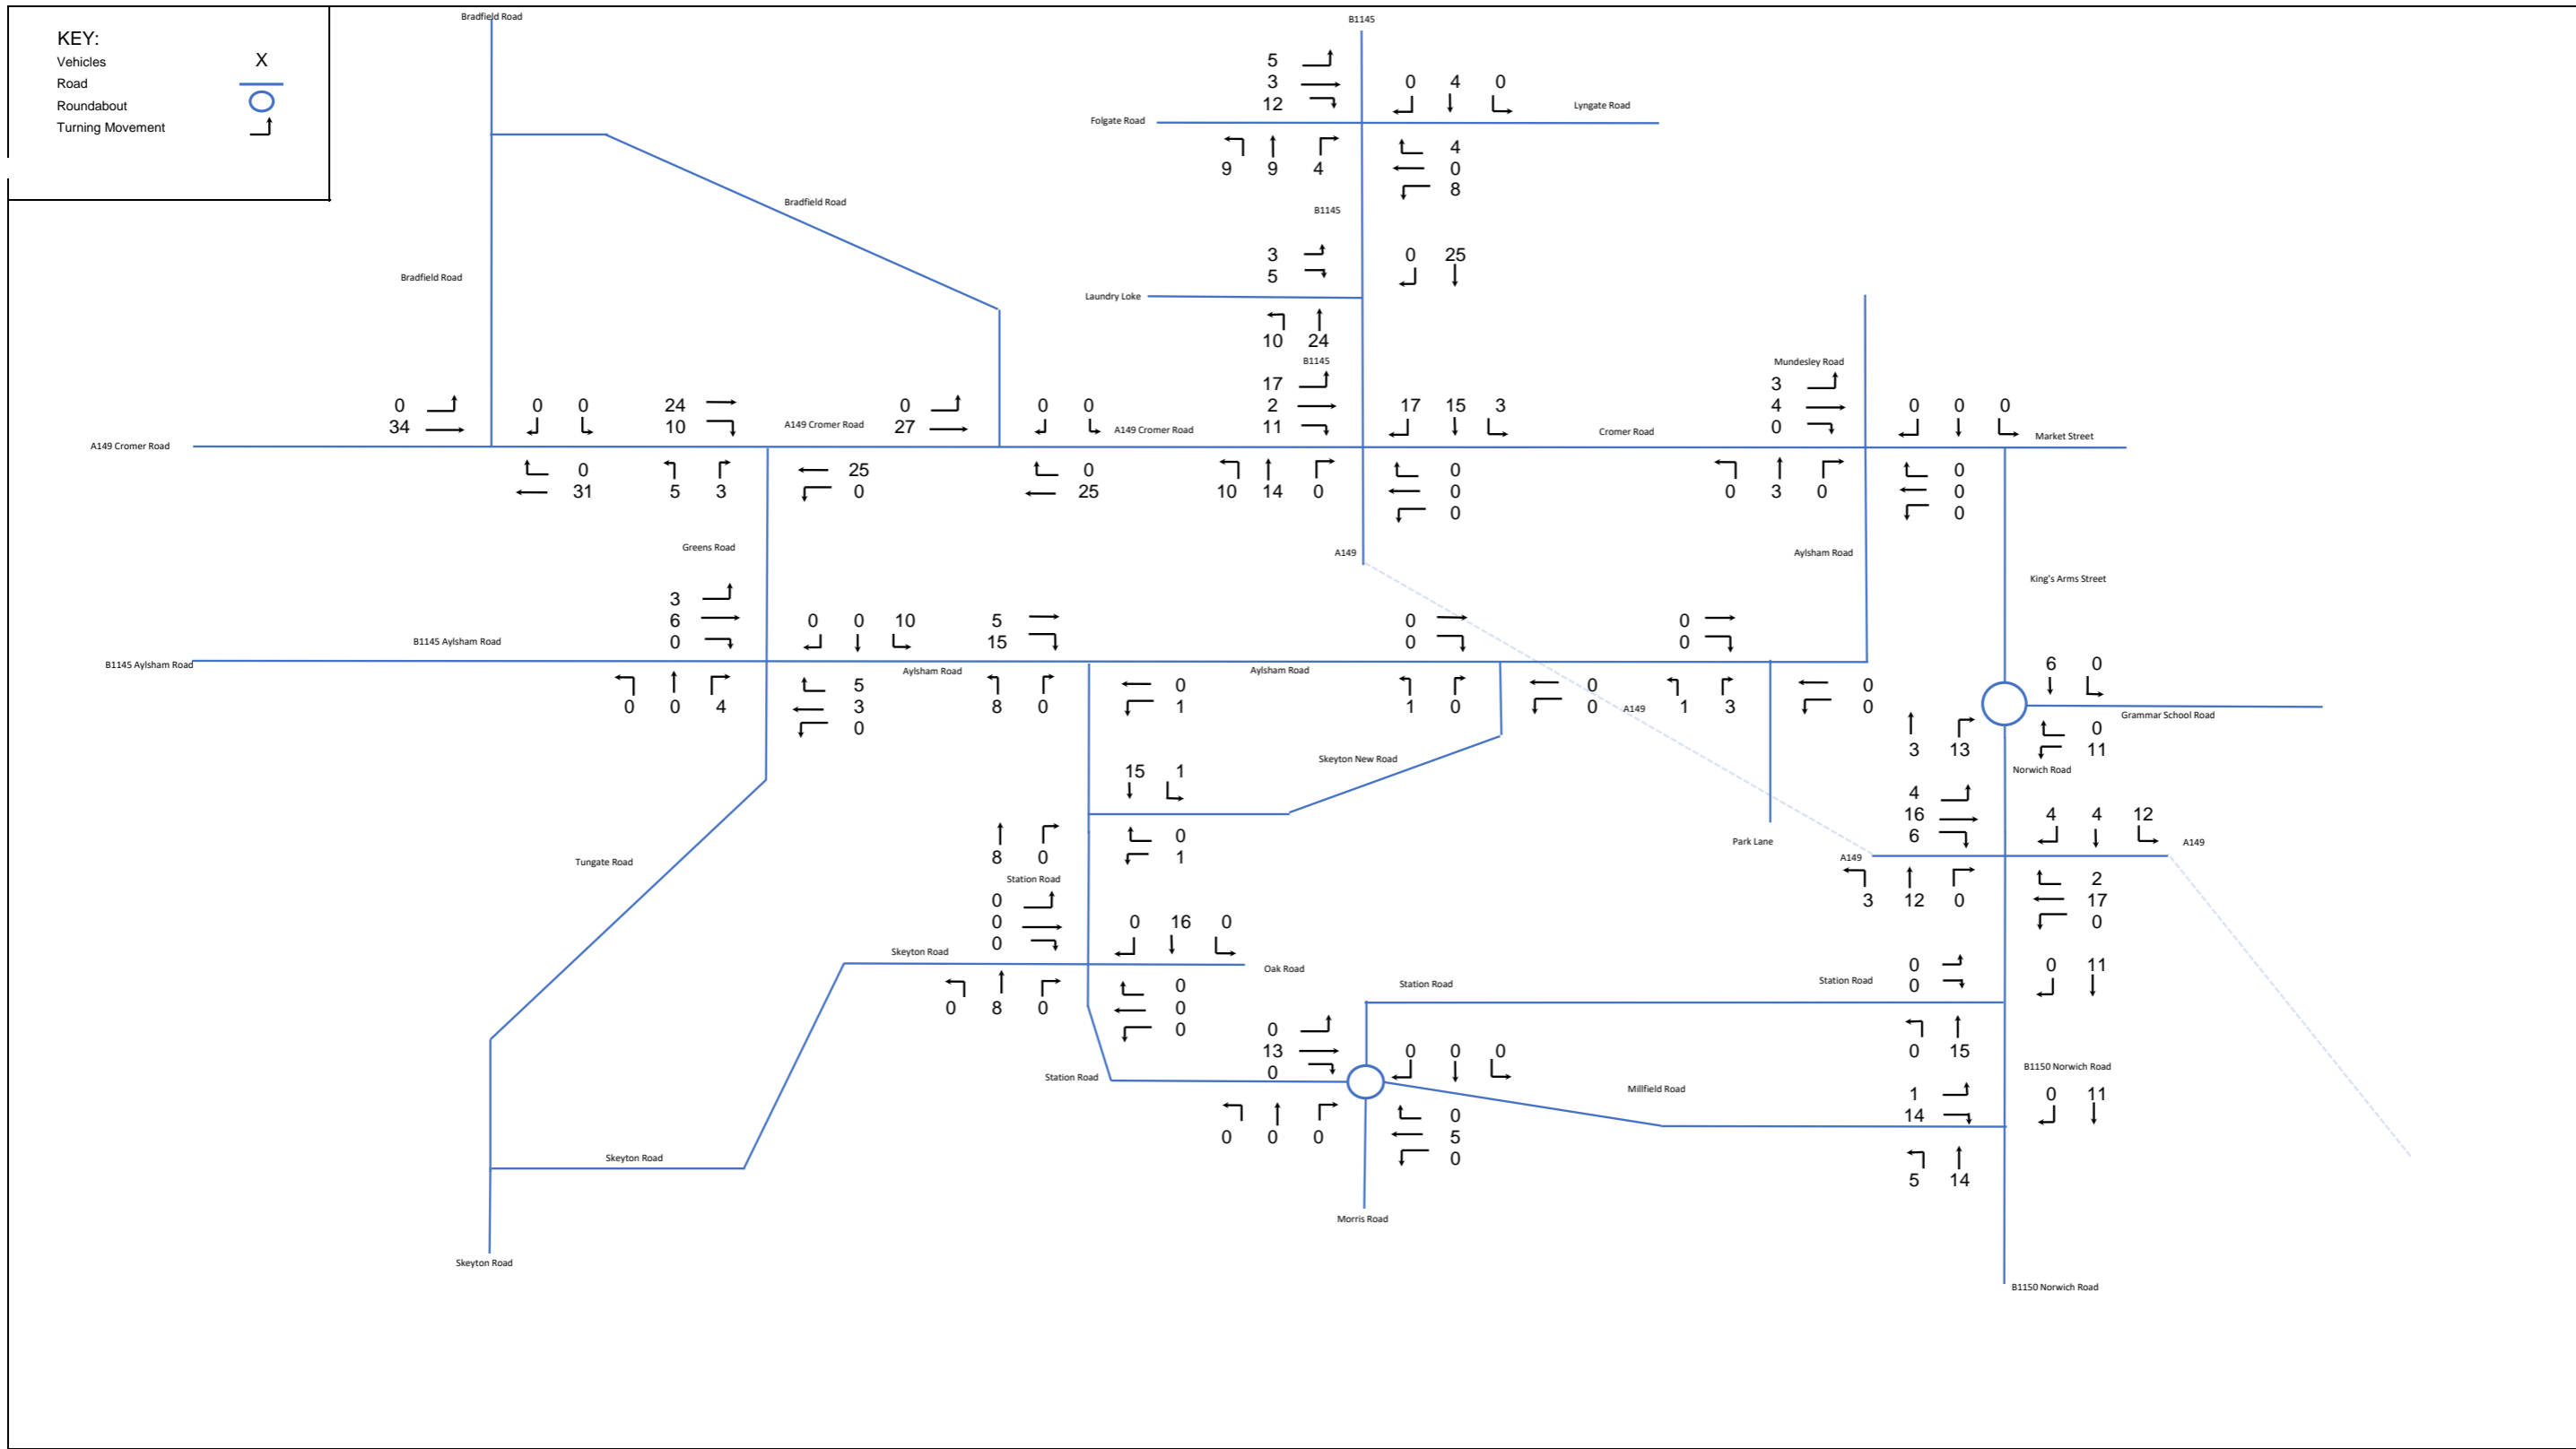 Bradfield Road
B1145
KEY:
Vehicles X
Road
Roundabout
Turning Movement
5
3
12
0 4 0
Lyngate Road
Folgate Road
9 9 4
4
0
8
Bradfield Road
B1145
3
5
0 25
Bradfield Road
Laundry Loke
10 24
B1145
Mundesley Road
0
34
0 0
24
10
A149 Cromer Road
0
27
0 0
A149 Cromer Road
17
2
11
17 15 3
Cromer Road
3
4
0
0 0 0
Market Street
A149 Cromer Road
0
31
5 3
25
0
0
25
10 14 0
0
0
0
0 3 0
0
0
0
Greens Road
A149
Aylsham Road
King's Arms Street
3
6
0
0 0 10
5
15
0
0
0
0
B1145 Aylsham Road
B1145 Aylsham Road
Aylsham Road
Aylsham Road
0 0 4
5
3
0
8 0
0
1
1 0
0
0
A149
1 3
0
0
6 0
Grammar School Road
3 13
0
11
Norwich Road
Skeyton New Road
15 1
8 0
0
1
Park Lane
4
16
6
4 4 12
A149
A149
Tungate Road
Station Road
3 12 0
2
17
0
0
0
0
0 16 0
Skeyton Road
Oak Road
0 8 0
0
0
0
Station Road
Station Road
0
0
0 11
0 15
0
13
0
0 0 0
Station Road
Millfield Road
B1150 Norwich Road
1
14
0 11
0 0 0
0
5
0
5 14
Skeyton Road
Morris Road
Skeyton Road
B1150 Norwich Road